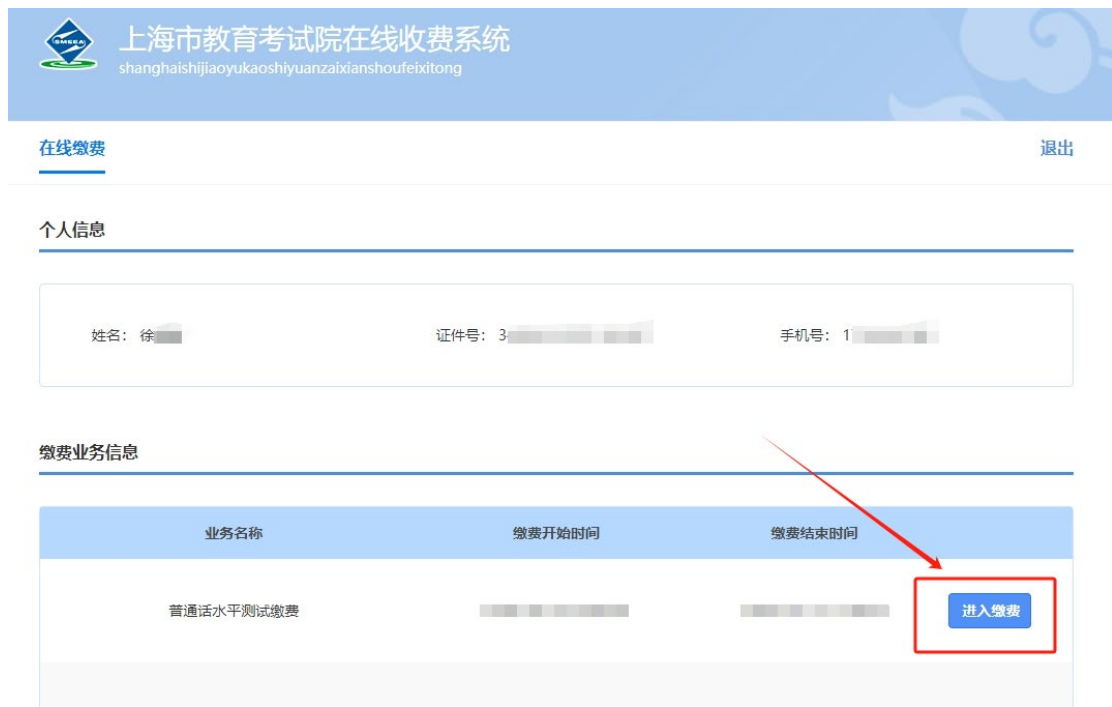 SMEEA
上海市教育考试院在线收费系统
shanghaishijiaoyukaoshiyuanzaixianshoufeixitong
在线缴费 退出
个人信息
姓名： 徐 证件号： 3 手机号： 1
缴费业务信息
业务名称 缴费开始时间 缴费结束时间
普通话水平测试缴费 进入缴费